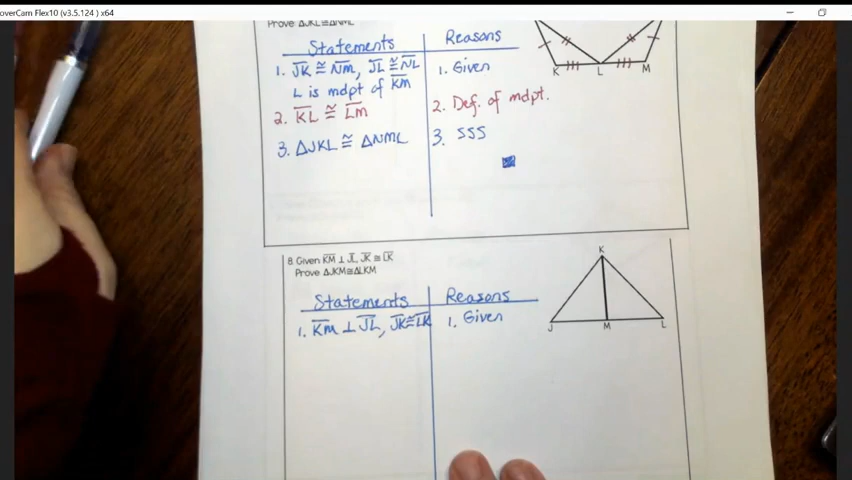 overCam Flex10 (v3.5.124 ) x64
Prove ΔJKL≅ΔNML
Statements Reasons
1. JK ≅ NM, JL ≅ NL 1. Given
L is mdpt of KM
2. KL ≅ LM 2. Def. of mdpt.
3. ΔJKL ≅ ΔNML 3. SSS
K L M
8 Given KM ⊥ JL, JK ≅ LK
Prove ΔJKM≅ΔLKM
Statements Reasons
1. KM ⊥ JL, JK≅LK 1. Given
K
J M L